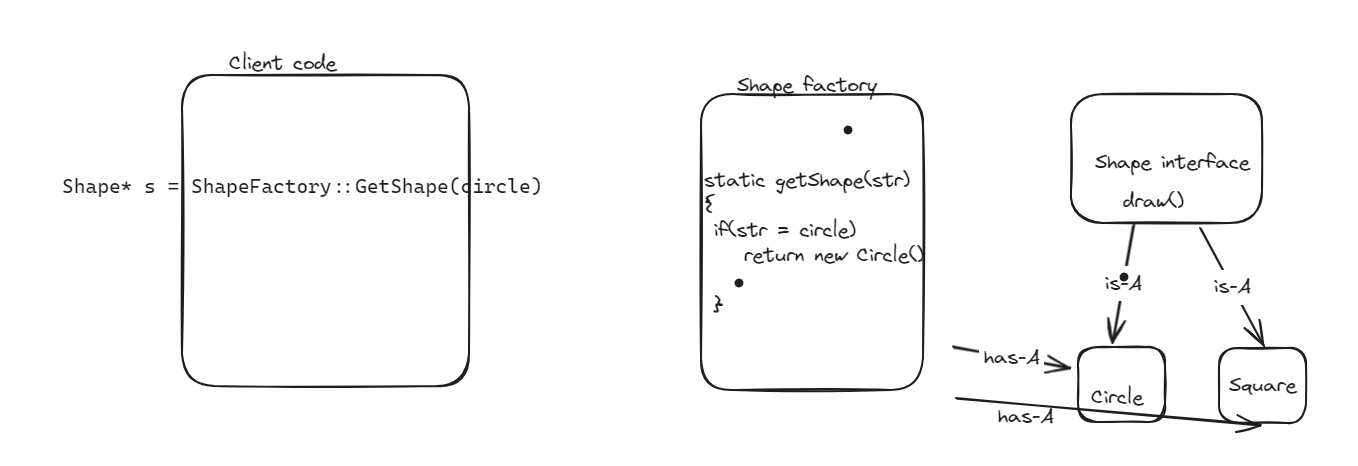 Client code
Shape* s = ShapeFactory::GetShape(circle)
Shape factory
static getShape(str)
{
if(str = circle)
return new Circle()
}
Shape interface
draw()
is-A
is-A
has-A
has-A
Circle
Square